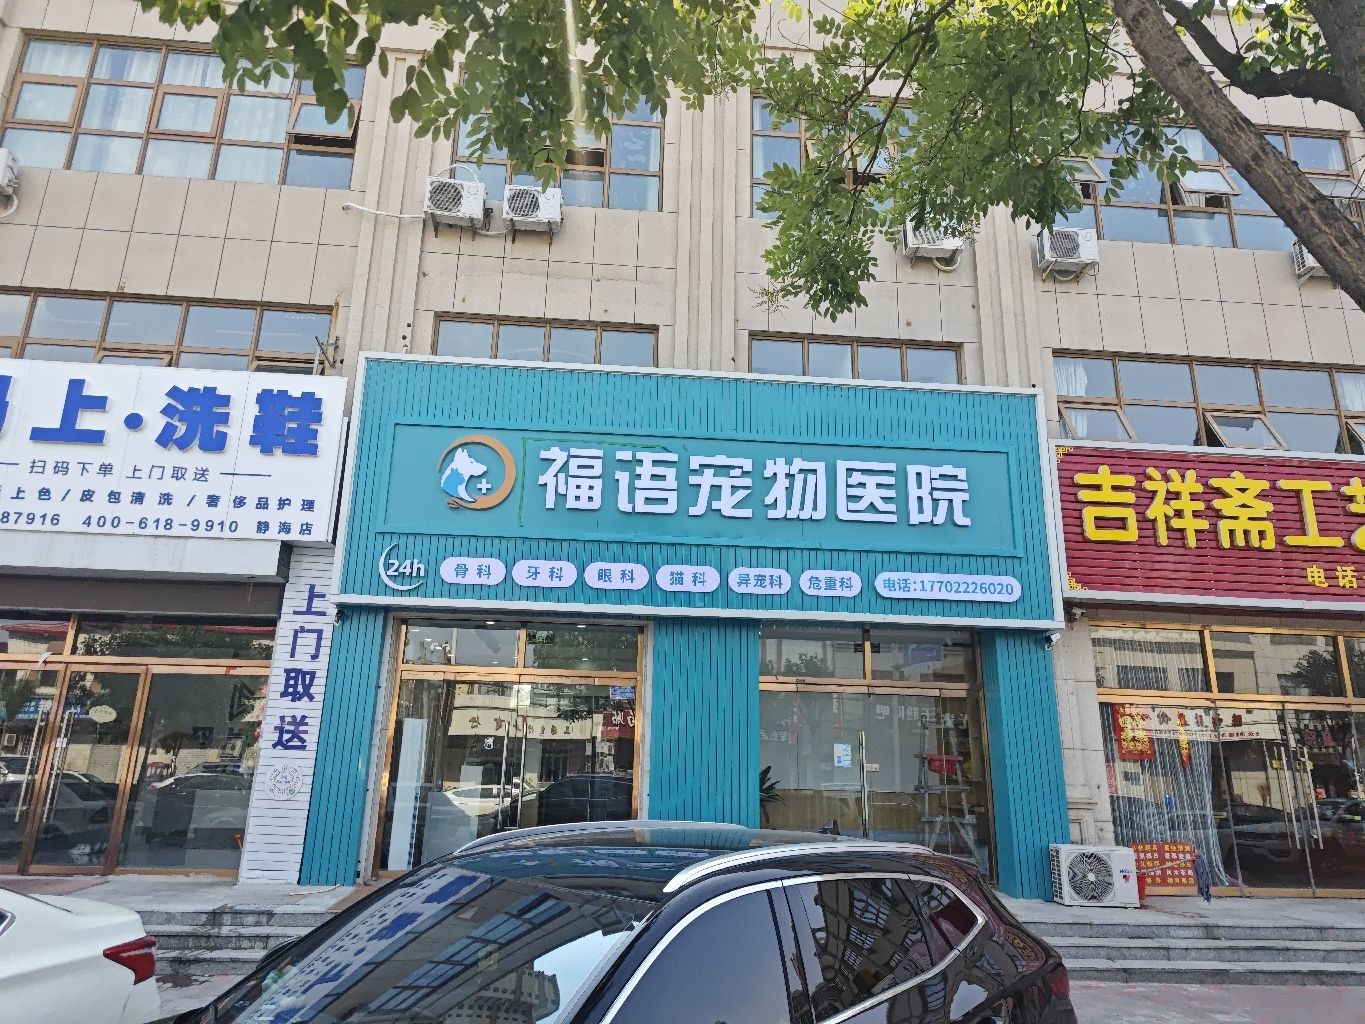 上·洗鞋
扫码下单 上门取送
上色/皮包清洗/奢侈品护理
87916 400-618-9910 静海店
上门取送
福语宠物医院
24h 骨科 牙科 眼科 猫科 异宠科 危重科 电话:17702226020
吉祥斋工艺
电话
Haier